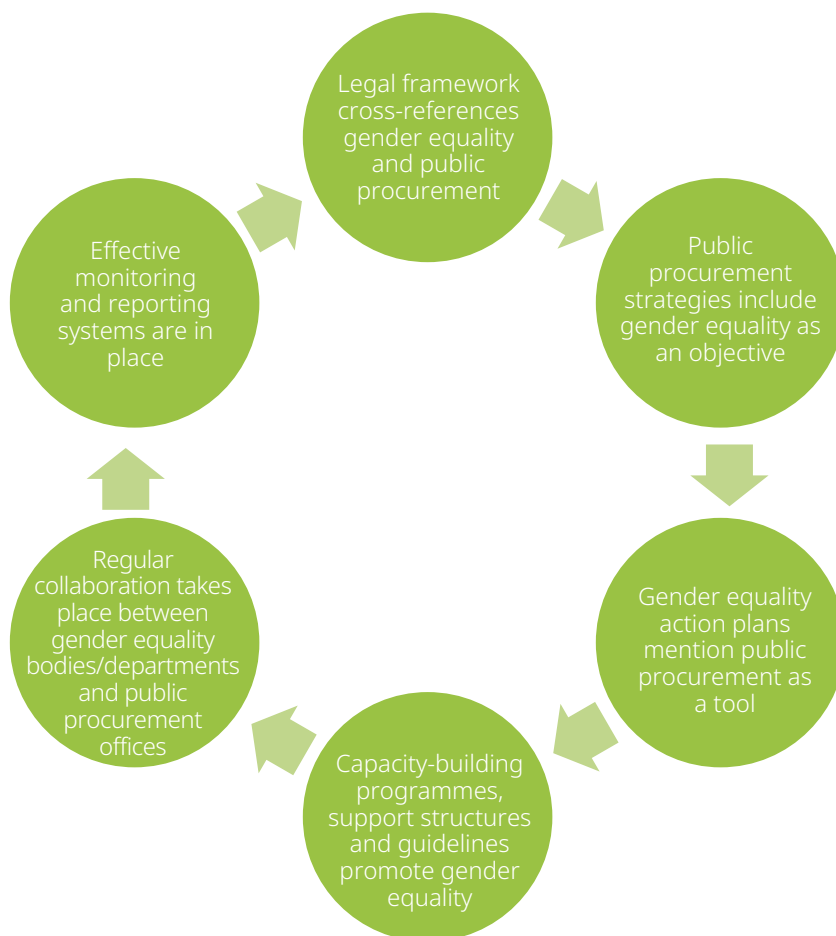 Legal framework
cross-references
gender equality
and public
procurement
Public
procurement
strategies include
gender equality as
an objective
Gender equality
action plans
mention public
procurement as
a tool
Capacity-building
programmes,
support structures
and guidelines
promote gender
equality
Regular
collaboration takes
place between
gender equality
bodies/departments
and public
procurement
offices
Effective
monitoring
and reporting
systems are in
place